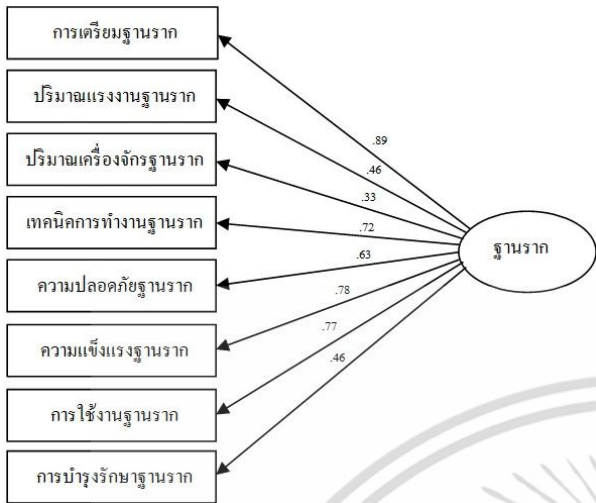 การเตรียมฐานราก
ปริมาณแรงงานฐานราก
ปริมาณเครื่องจักรฐานราก
เทคนิคการทำงานฐานราก
ความปลอดภัยฐานราก
ความแข็งแรงฐานราก
การใช้งานฐานราก
การบำรุงรักษาฐานราก
.89
.46
.33
.72
.63
.78
.77
.46
ฐานราก